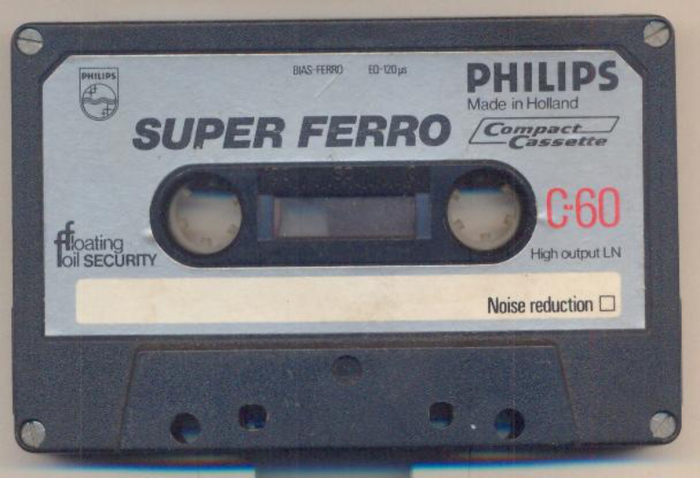 PHILIPS
BIAS-FERRO EQ-120 µs
PHILIPS
Made in Holland
SUPER FERRO
Compact
Cassette
C-60
floating
foil SECURITY
High output LN
Noise reduction